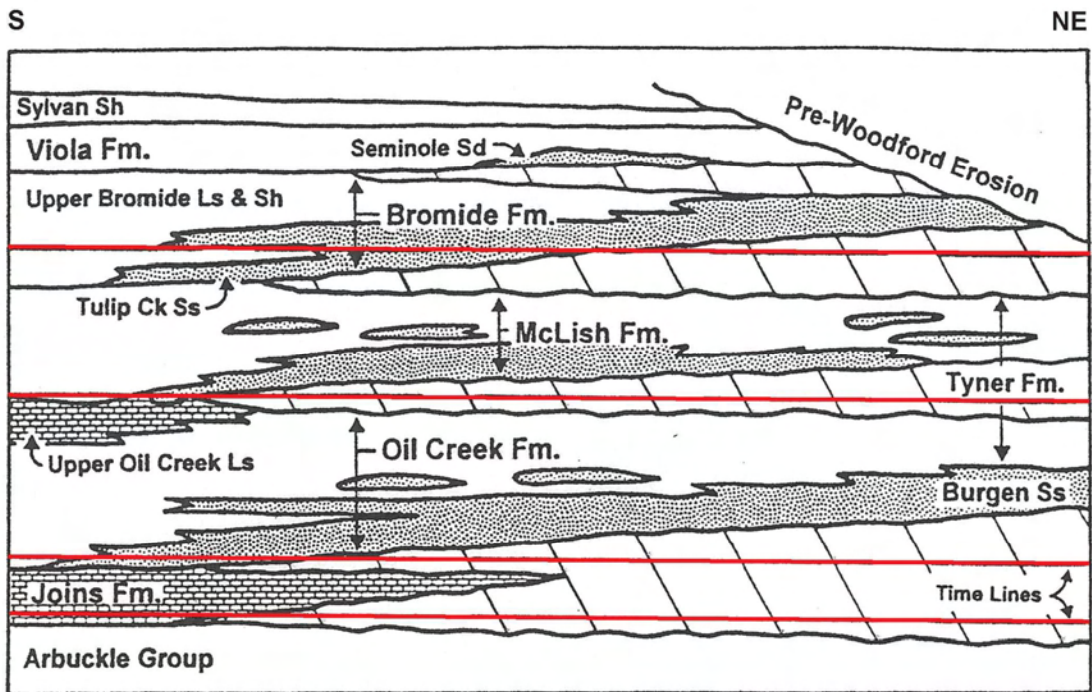 S
NE
Sylvan Sh
Pre-Woodford Erosion
Viola Fm.
Seminole Sd
Upper Bromide Ls & Sh
Bromide Fm.
Tulip Ck Ss
McLish Fm.
Tyner Fm.
Upper Oil Creek Ls
Oil Creek Fm.
Burgen Ss
Joins Fm.
Time Lines
Arbuckle Group